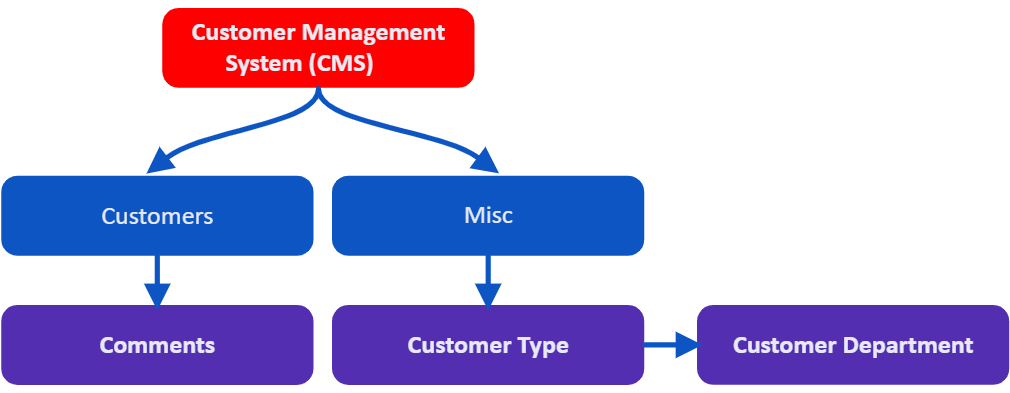 Customer Management
System (CMS)
Customers
Misc
Comments
Customer Type
Customer Department